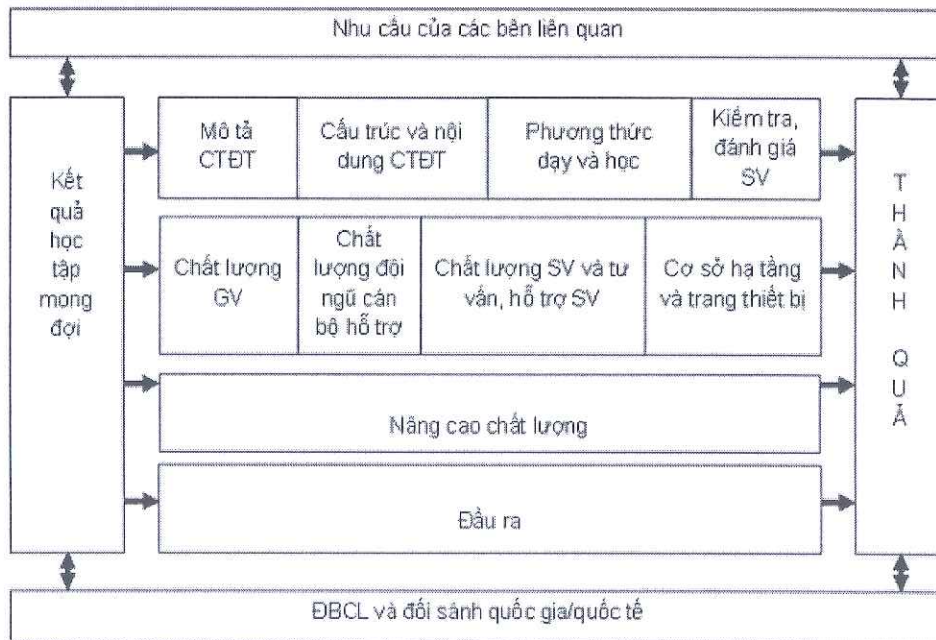 Nhu cầu của các bên liên quan
Kết
quả
học
tập
mong
đợi
Mô tả
CTĐT
Cấu trúc và nội
dung CTĐT
Phương thức
dạy và học
Kiểm tra,
đánh giá
SV
Chất lượng
GV
Chất
lượng đội
ngũ cán
bộ hỗ trợ
Chất lượng SV và tư
vấn, hỗ trợ SV
Cơ sở hạ tầng
và trang thiết bị
Nâng cao chất lượng
Đầu ra
T
H
À
N
H
Q
U
Ả
ĐBCL và đối sánh quốc gia/quốc tế